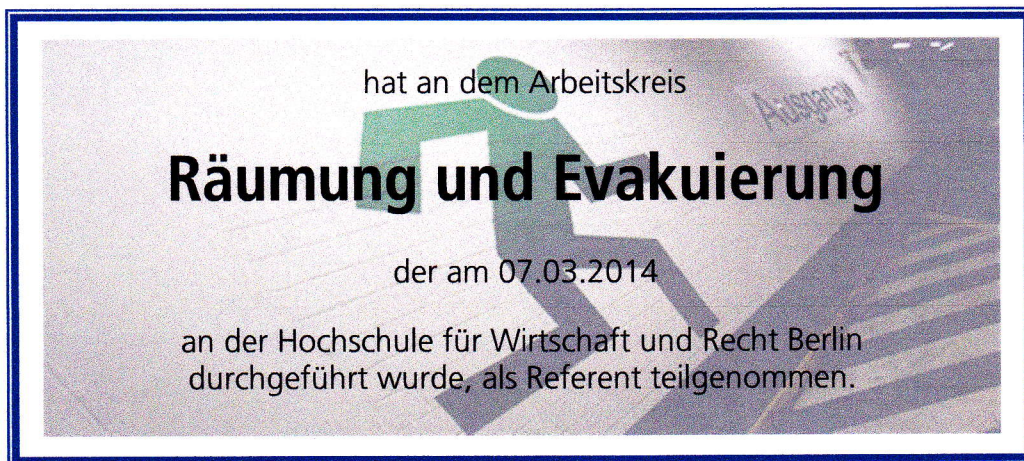 hat an dem Arbeitskreis
Ausgang
Räumung und Evakuierung
der am 07.03.2014
an der Hochschule für Wirtschaft und Recht Berlin
durchgeführt wurde, als Referent teilgenommen.